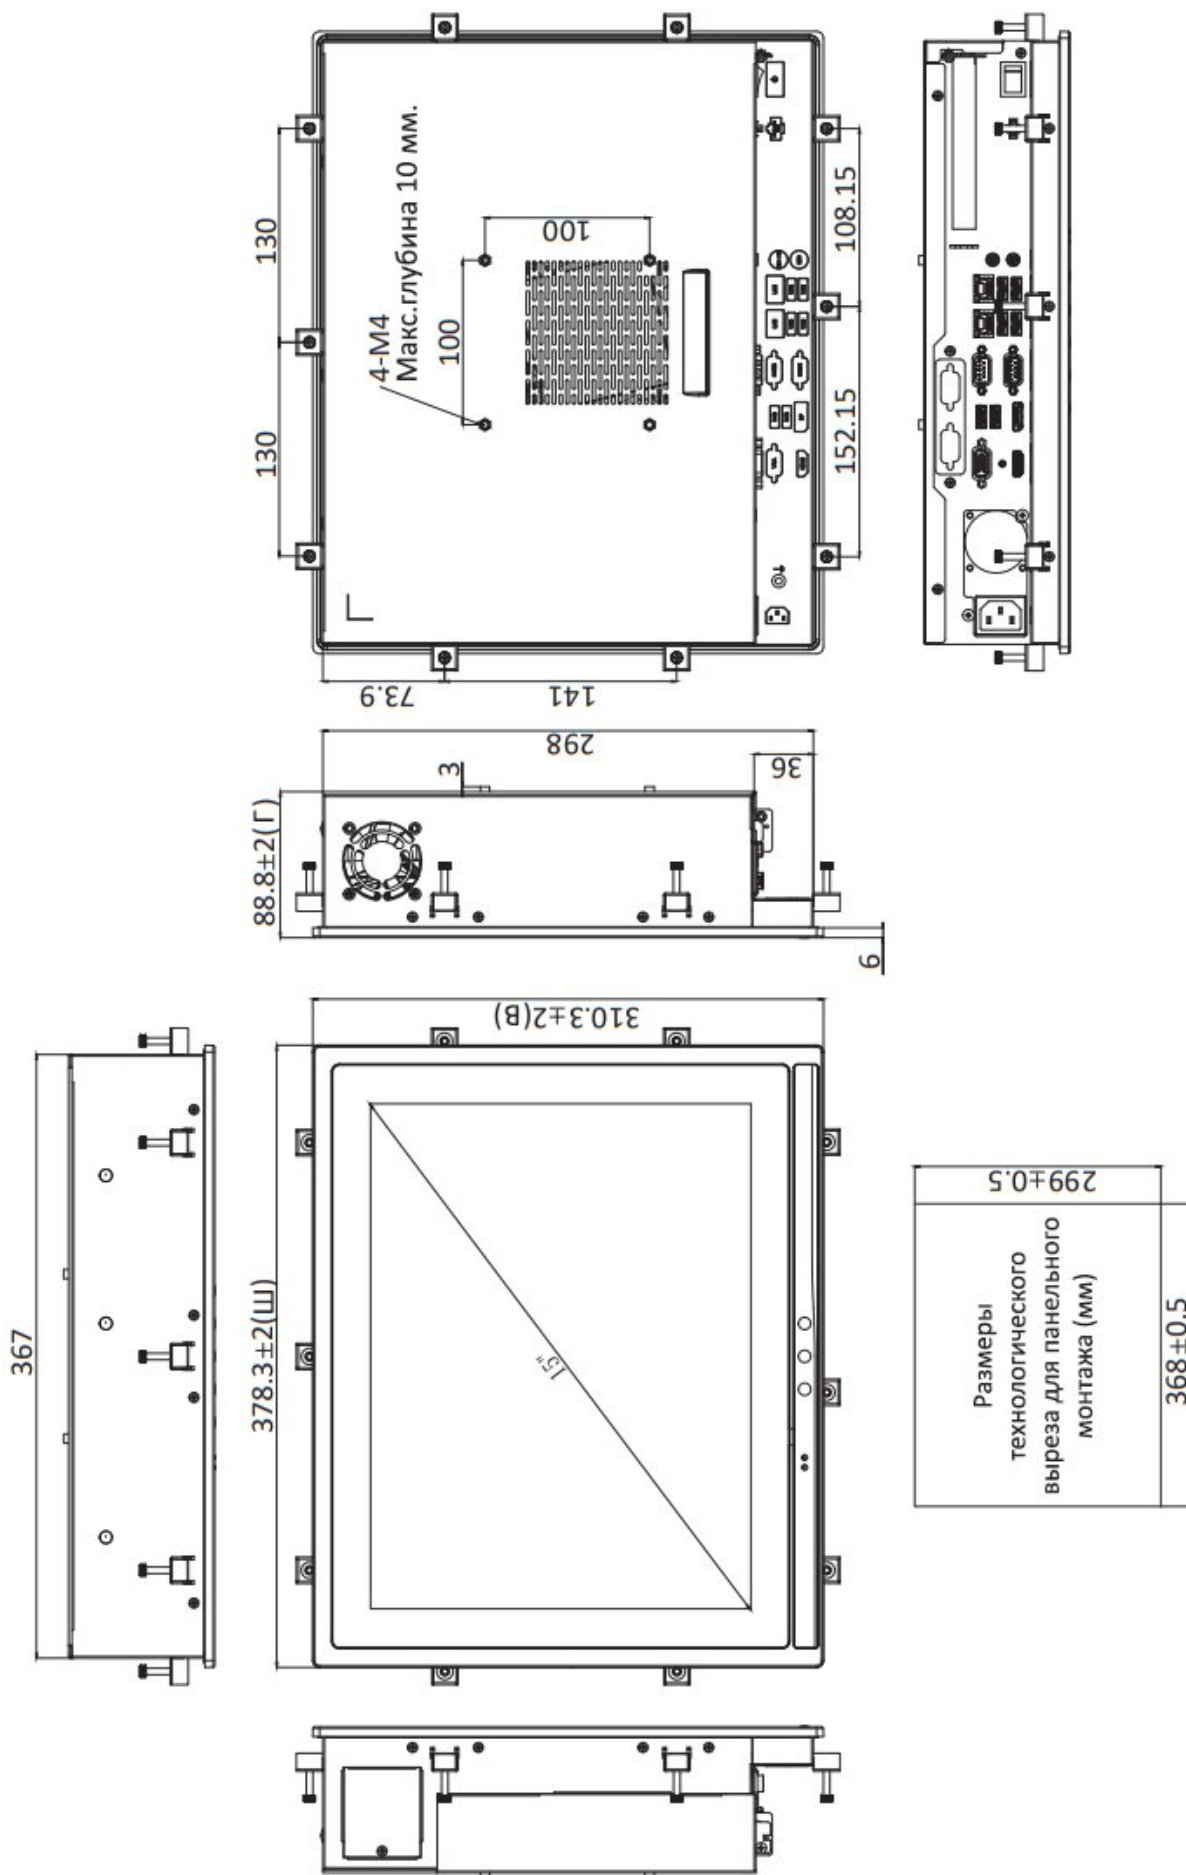 130
130
4-M4
Макс.глубина 10 мм.
100
100
108.15
152.15
73.9
141
298
3
36
88.8±2(Г)
6
310.3±2(В)
378.3±2(Ш)
15"
367
299±0.5
Размеры
технологического
выреза для панельного
монтажа (мм)
368±0.5